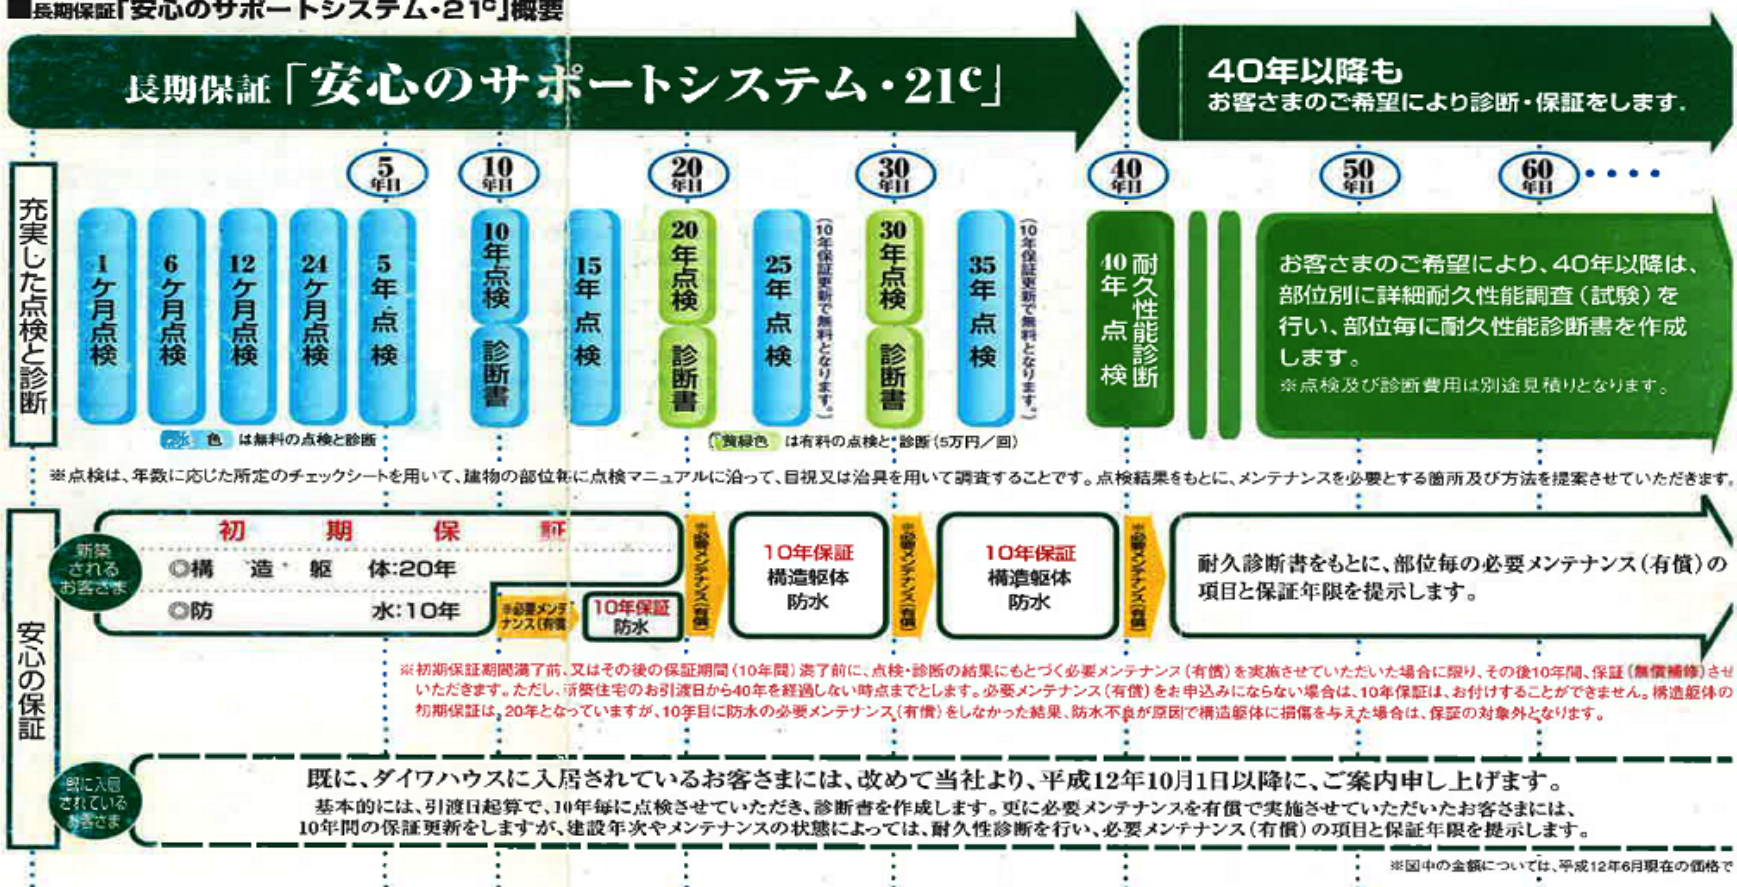 ■長期保証「安心のサポートシステム・21c」概要
長期保証「安心のサポートシステム・21c」
40年以降も
お客さまのご希望により診断・保証をします.
5年目
10年目
20年目
30年目
40年目
50年目
60年目
充実した点検と診断
1ケ月点検
6ケ月点検
12ケ月点検
24ケ月点検
5年点検
10年点検
診断書
15年点検
20年点検
診断書
25年点検
(10年保証更新で無料となります。)
30年点検
診断書
35年点検
(10年保証更新で無料となります。)
40年点検
耐久性能診断
お客さまのご希望により、40年以降は、
部位別に詳細耐久性能調査(試験)を
行い、部位毎に耐久性能診断書を作成
します。
※点検及び診断費用は別途見積りとなります。
水 色 は無料の点検と診断
黄緑色 は有料の点検と診断(5万円/回)
※点検は、年数に応じた所定のチェックシートを用いて、建物の部位毎に点検マニュアルに沿って、目視又は治具を用いて調査することです。点検結果をもとに、メンテナンスを必要とする箇所及び方法を提案させていただきます。
安心の保証
新築
される
お客さま
初期保証
◎構造躯体:20年
◎防水:10年
※必要メンテ
ナンス(有償)
10年保証
防水
※必要メンテナンス(有償)
10年保証
構造躯体
防水
※必要メンテナンス(有償)
10年保証
構造躯体
防水
※必要メンテナンス(有償)
耐久診断書をもとに、部位毎の必要メンテナンス(有償)の
項目と保証年限を提示します。
※初期保証期間満了前、又はその後の保証期間(10年間)満了前に、点検・診断の結果にもとづく必要メンテナンス(有償)を実施させていただいた場合に限り、その後10年間、保証(無償補修)させ
いただきます。ただし、新築住宅のお引渡日から40年を経過しない時点までとします。必要メンテナンス(有償)をお申込みにならない場合は、10年保証は、お付けすることができません。構造躯体の
初期保証は、20年となっていますが、10年目に防水の必要メンテナンス(有償)をしなかった結果、防水不良が原因で構造躯体に損傷を与えた場合は、保証の対象外となります。
既に入居
されている
お客さま
既に、ダイワハウスに入居されているお客さまには、改めて当社より、平成12年10月1日以降に、ご案内申し上げます。
基本的には、引渡日起算で、10年毎に点検させていただき、診断書を作成します。更に必要メンテナンスを有償で実施させていただいたお客さまには、
10年間の保証更新をしますが、建設年次やメンテナンスの状態によっては、耐久性診断を行い、必要メンテナンス(有償)の項目と保証年限を提示します。
※図中の金額については、平成12年6月現在の価格で